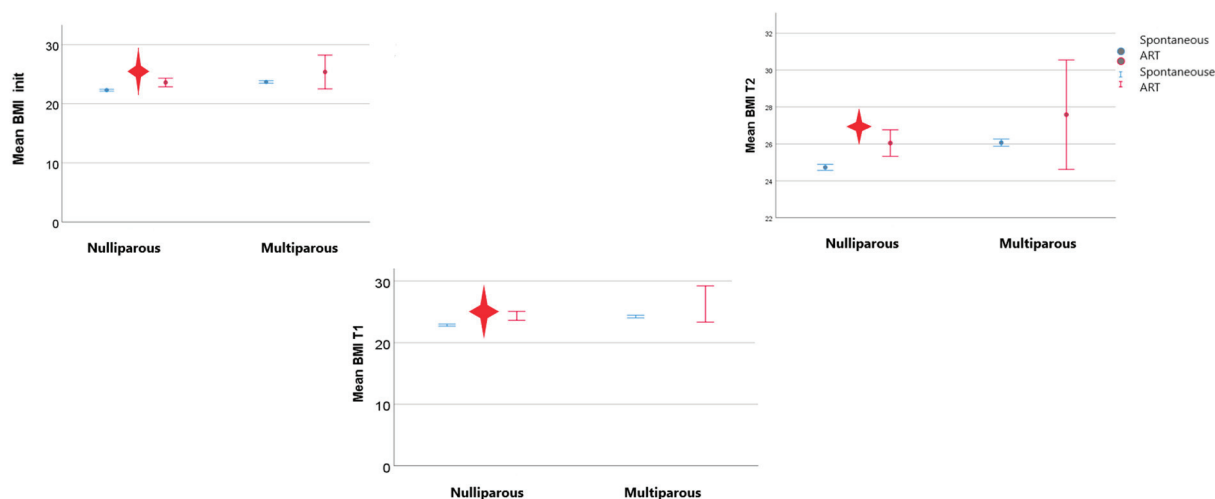 Mean BMI init
30
20
10
0
Nulliparous Multiparous
Mean BMI T2
32
30
28
26
24
22
Nulliparous Multiparous
Spontaneous
ART
Spontaneouse
ART
Mean BMI T1
30
20
10
0
Nulliparous Multiparous